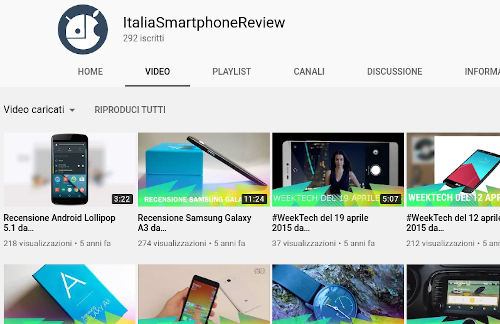 ItaliaSmartphoneReview
292 iscritti
HOME VIDEO PLAYLIST CANALI DISCUSSIONE INFORMA
Video caricati RIPRODUCI TUTTI
3:22
RECENSIONE SAMSUNG GALA 11:24
WEEKTECH DEL 19 APRILE 5:07
WEEKTECH DEL 12 APRILE
Recensione Android Lollipop 5.1 da...
218 visualizzazioni • 5 anni fa
Recensione Samsung Galaxy A3 da...
274 visualizzazioni • 5 anni fa
#WeekTech del 19 aprile 2015 da...
37 visualizzazioni • 5 anni fa
#WeekTech del 12 aprile 2015 da...
212 visualizzazioni • 5 anni fa